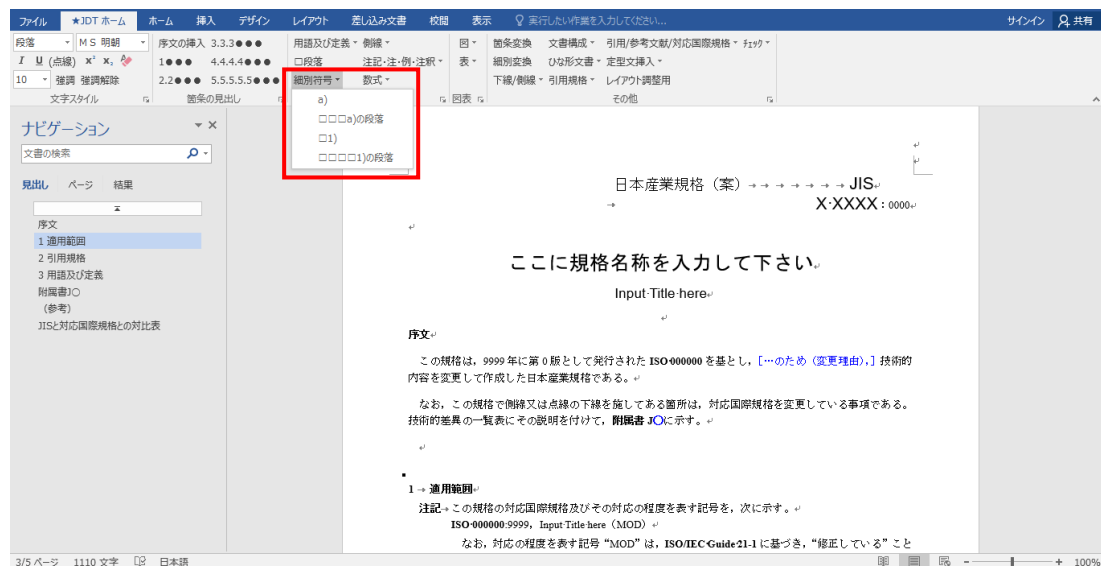 ファイル ★JDT ホーム ホーム 挿入 デザイン レイアウト 差し込み文書 校閲 表示 実行したい作業を入力してください... サインイン 共有
段落 MS 明朝 序文の挿入 3.3.3●●● 用語及び定義 側線 図 箇条変換 文書構成 引用/参考文献/対応国際規格 チェック
I U (点線) x² x₂ 1●●● 4.4.4.4●●● □段落 注記・注・例・注釈 表 細別変換 ひな形文書 定型文挿入
10 強調 強調解除 2.2●●● 5.5.5.5.5●●● 細別符号 数式 下線/側線 引用規格 レイアウト調整用
文字スタイル 箇条の見出し 図表 その他
a)
□□□a)の段落
□1)
□□□□1)の段落
ナビゲーション
文書の検索
見出し ページ 結果
序文
1 適用範囲
2 引用規格
3 用語及び定義
附属書J〇
(参考)
JISと対応国際規格との対比表
日本産業規格（案） → → → → → → → JIS
→ X·XXXX：0000
ここに規格名称を入力して下さい
Input·Title·here
序文
この規格は，9999 年に第 0 版として発行された ISO·000000 を基とし，[…のため（変更理由），] 技術的
内容を変更して作成した日本産業規格である。
なお，この規格で側線又は点線の下線を施してある箇所は，対応国際規格を変更している事項である。
技術的差異の一覧表にその説明を付けて，附属書 J〇に示す。
1→適用範囲
注記→この規格の対応国際規格及びその対応の程度を表す記号を，次に示す。
ISO·000000:9999，Input·Title·here（MOD）
なお，対応の程度を表す記号“MOD”は，ISO/IEC·Guide·21-1 に基づき，“修正している”こと
3/5 ページ 1110 文字 日本語 100%